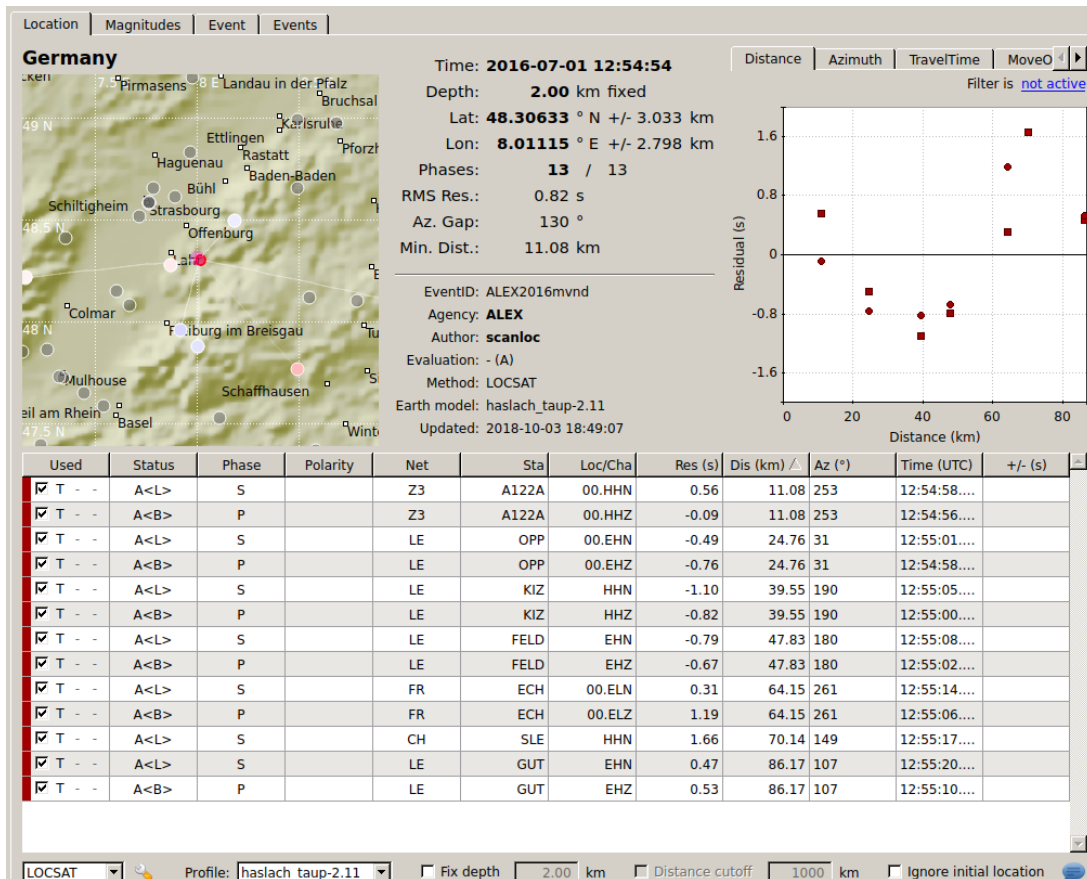 Location Magnitudes Event Events
Germany
7.5 8 E
Pirmasens
Landau in der Pfalz
Bruchsal
49 N
Karlsruhe
Ettlingen
Pforzh
Haguenau
Rastatt
Baden-Baden
Bühl
Schiltigheim
Strasbourg
48.5 N
Offenburg
Lahr
Colmar
48 N
Freiburg im Breisgau
Tu
Mulhouse
Schaffhausen
eil am Rhein
Basel
47.5 N
Wint
Time: 2016-07-01 12:54:54
Depth: 2.00 km fixed
Lat: 48.30633 ° N +/- 3.033 km
Lon: 8.01115 ° E +/- 2.798 km
Phases: 13 / 13
RMS Res.: 0.82 s
Az. Gap: 130 °
Min. Dist.: 11.08 km
EventID: ALEX2016mvnd
Agency: ALEX
Author: scanloc
Evaluation: - (A)
Method: LOCSAT
Earth model: haslach_taup-2.11
Updated: 2018-10-03 18:49:07
Distance Azimuth TravelTime MoveO
Filter is not active
1.6
0.8
0
-0.8
-1.6
Residual (s)
0 20 40 60 80
Distance (km)
Used Status Phase Polarity Net Sta Loc/Cha Res (s) Dis (km) Az (°) Time (UTC) +/- (s)
T - - A<L> S Z3 A122A 00.HHN 0.56 11.08 253 12:54:58....
T - - A<B> P Z3 A122A 00.HHZ -0.09 11.08 253 12:54:56....
T - - A<L> S LE OPP 00.EHN -0.49 24.76 31 12:55:01....
T - - A<B> P LE OPP 00.EHZ -0.76 24.76 31 12:54:58....
T - - A<L> S LE KIZ HHN -1.10 39.55 190 12:55:05....
T - - A<B> P LE KIZ HHZ -0.82 39.55 190 12:55:00....
T - - A<L> S LE FELD EHN -0.79 47.83 180 12:55:08....
T - - A<B> P LE FELD EHZ -0.67 47.83 180 12:55:02....
T - - A<L> S FR ECH 00.ELN 0.31 64.15 261 12:55:14....
T - - A<B> P FR ECH 00.ELZ 1.19 64.15 261 12:55:06....
T - - A<L> S CH SLE HHN 1.66 70.14 149 12:55:17....
T - - A<L> S LE GUT EHN 0.47 86.17 107 12:55:20....
T - - A<B> P LE GUT EHZ 0.53 86.17 107 12:55:10....
LOCSAT Profile: haslach_taup-2.11 Fix depth 2.00 km Distance cutoff 1000 km Ignore initial location